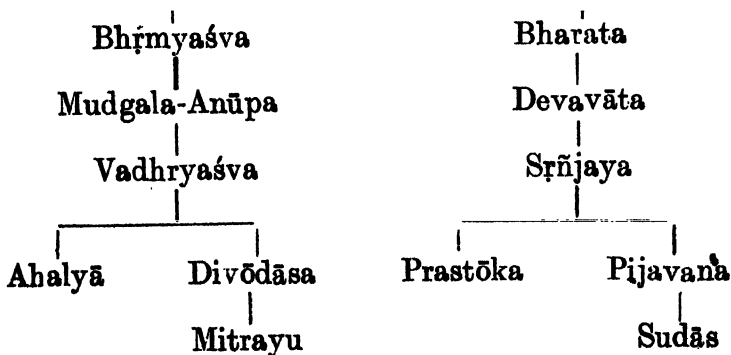 Bhṛmyaśva Bharata
Mudgala-Anūpa Devavāta
Vadhryaśva Sṛñjaya
Ahalyā Divōdāsa Prastōka Pijavana
Mitrayu Sudās